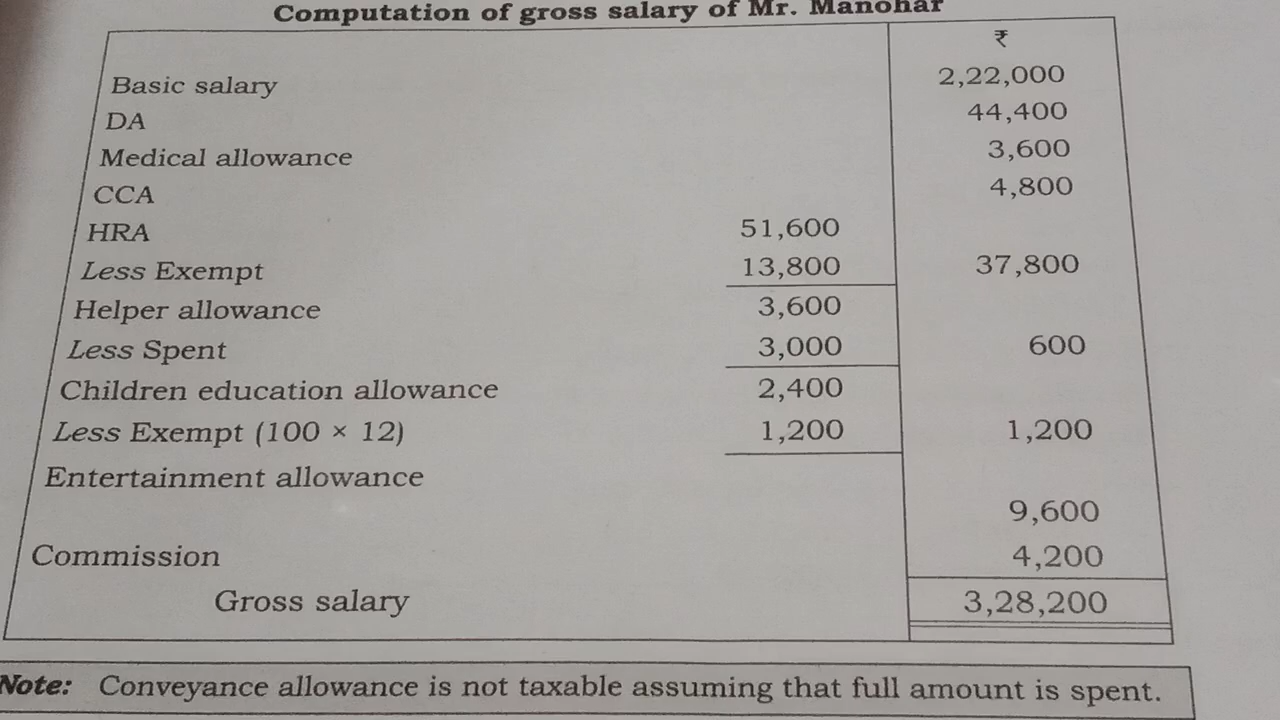 Computation of gross salary of Mr. Manohar
₹
Basic salary 2,22,000
DA 44,400
Medical allowance 3,600
CCA 4,800
HRA 51,600
Less Exempt 13,800 37,800
Helper allowance 3,600
Less Spent 3,000 600
Children education allowance 2,400
Less Exempt (100 × 12) 1,200 1,200
Entertainment allowance
9,600
Commission 4,200
Gross salary 3,28,200
Note: Conveyance allowance is not taxable assuming that full amount is spent.